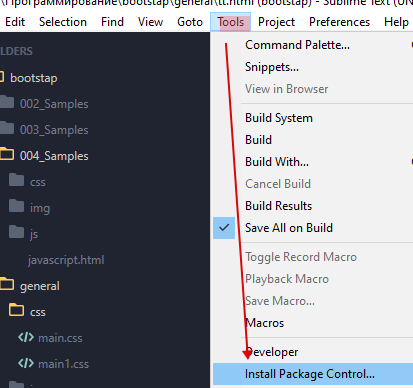 \Программирование\bootstap\general\tt.html (bootstap) - Sublime Text (UN
Edit Selection Find View Goto Tools Project Preferences Help
OLDERS
bootstap
002_Samples
003_Samples
004_Samples
css
img
js
javascript.html
general
css
main.css
main1.css
Command Palette...
Snippets...
View in Browser
Build System
Build
Build With...
Cancel Build
Build Results
Save All on Build
Toggle Record Macro
Playback Macro
Save Macro...
Macros
Developer
Install Package Control...